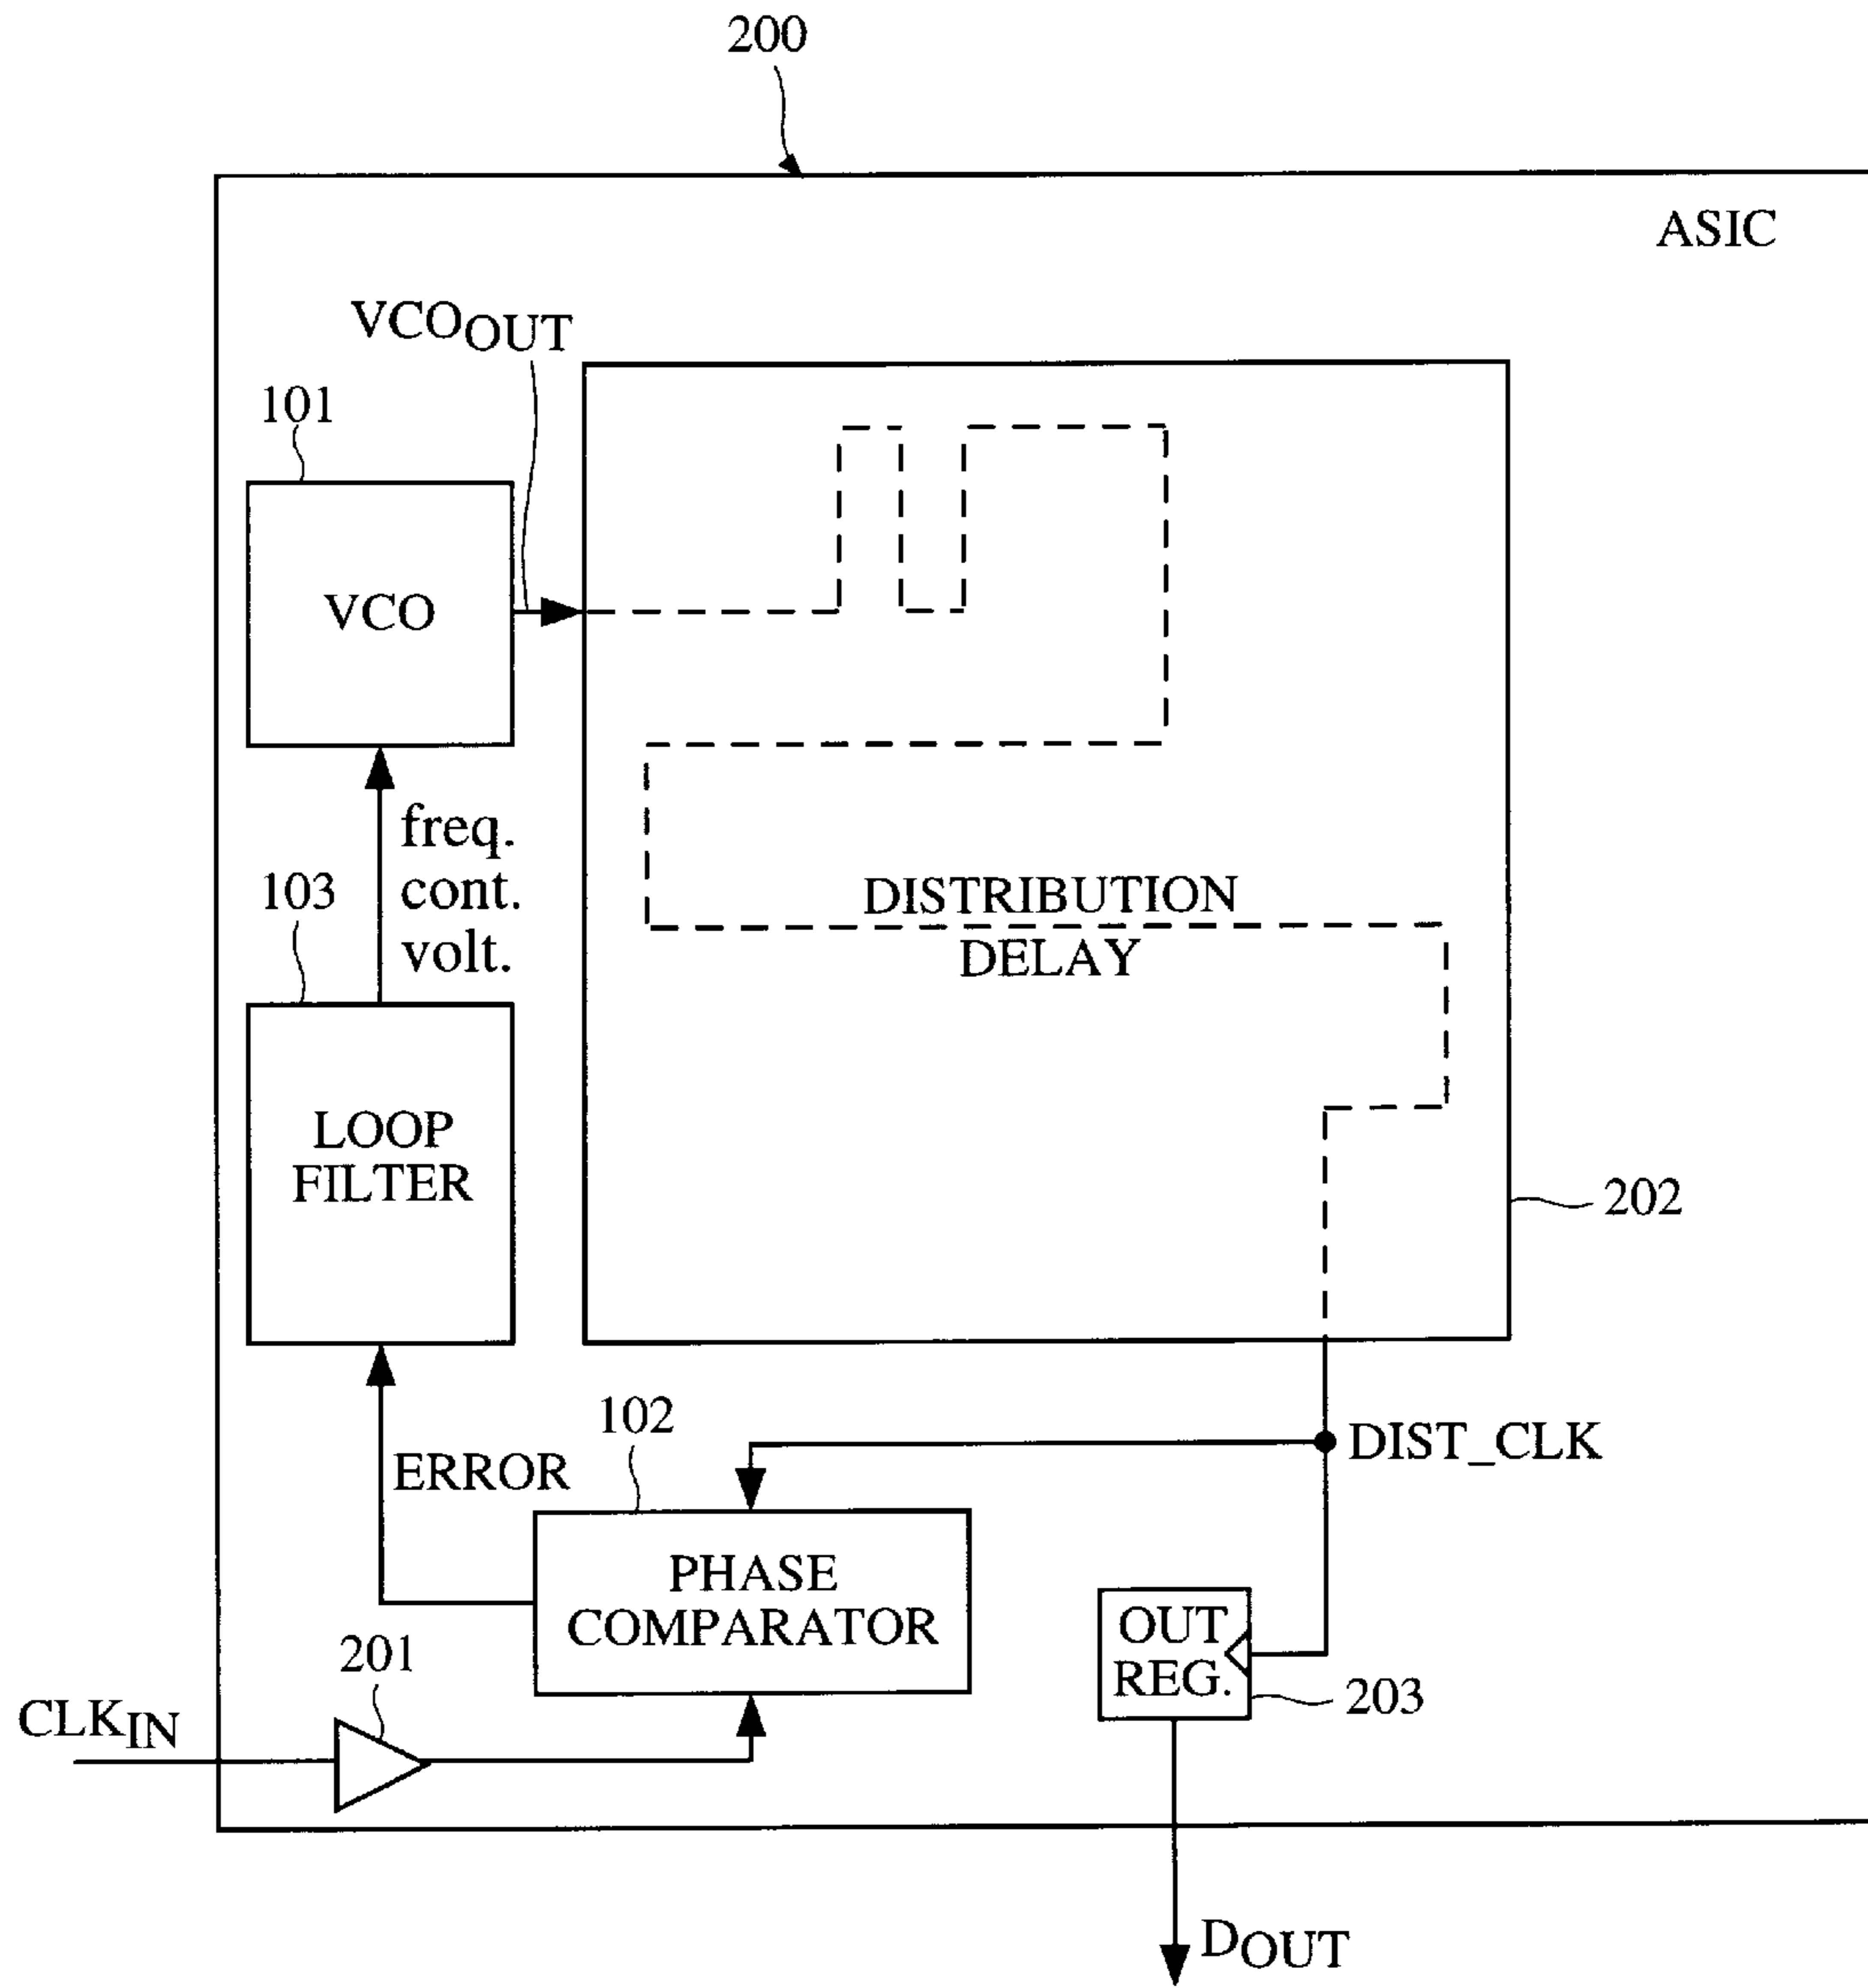 200
ASIC
VCOOUT
101
VCO
freq.
cont.
volt.
103
DISTRIBUTION
DELAY
LOOP
FILTER
202
102
DIST_CLK
ERROR
PHASE
COMPARATOR
OUT
REG.
201
203
CLKIN
DOUT